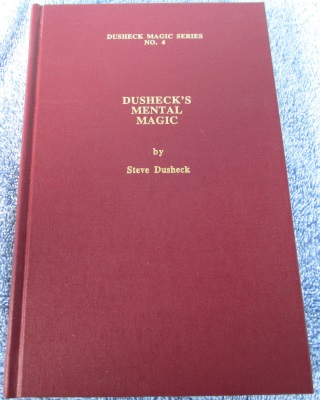 DUSHECK MAGIC SERIES
NO. 4
DUSHECK'S
MENTAL
MAGIC
by
Steve Dusheck